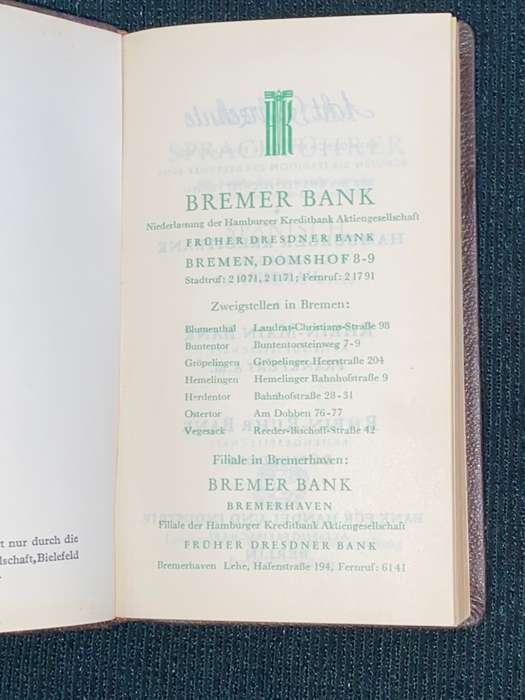 BREMER BANK
Niederlassung der Hamburger Kreditbank Aktiengesellschaft
FRÜHER DRESDNER BANK
BREMEN, DOMSHOF 8-9
Stadtruf: 2 10 71, 2 11 71; Fernruf: 2 17 91
Zweigstellen in Bremen:
Blumenthal Landrat-Christians-Straße 98
Buntentor Buntentorsteinweg 7-9
Gröpelingen Gröpelinger Heerstraße 204
Hemelingen Hemelinger Bahnhofstraße 9
Herdentor Bahnhofstraße 28-31
Ostertor Am Dobben 76-77
Vegesack Reeder-Bischoff-Straße 42
Filiale in Bremerhaven:
BREMER BANK
BREMERHAVEN
Filiale der Hamburger Kreditbank Aktiengesellschaft
FRÜHER DRESDNER BANK
Bremerhaven Lehe, Hafenstraße 194, Fernruf: 61 41
t nur durch die
lschaft, Bielefeld